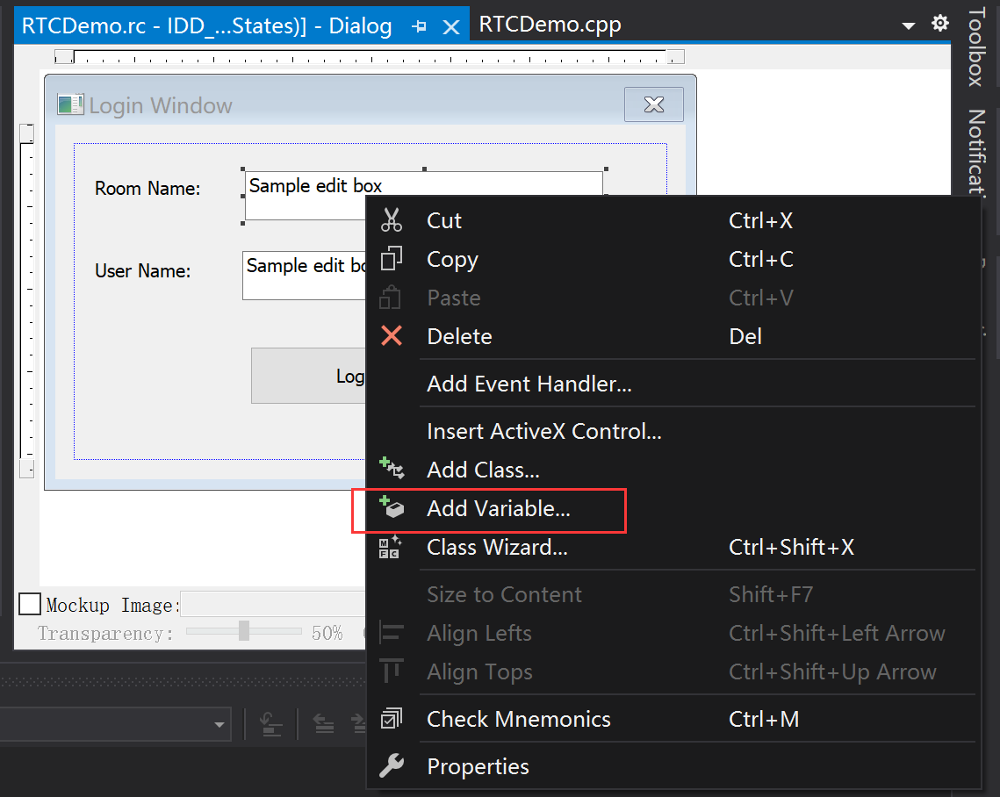 RTCDemo.rc - IDD_...States)] - Dialog
RTCDemo.cpp
Toolbox
Login Window
Room Name:
Sample edit box
User Name:
Sample edit
Cut Ctrl+X
Copy Ctrl+C
Paste Ctrl+V
Delete Del
Add Event Handler...
Insert ActiveX Control...
Add Class...
Add Variable...
MFC
Class Wizard... Ctrl+Shift+X
Size to Content Shift+F7
Align Lefts Ctrl+Shift+Left Arrow
Align Tops Ctrl+Shift+Up Arrow
Check Mnemonics Ctrl+M
Properties
Mockup Image:
Transparency: 50%